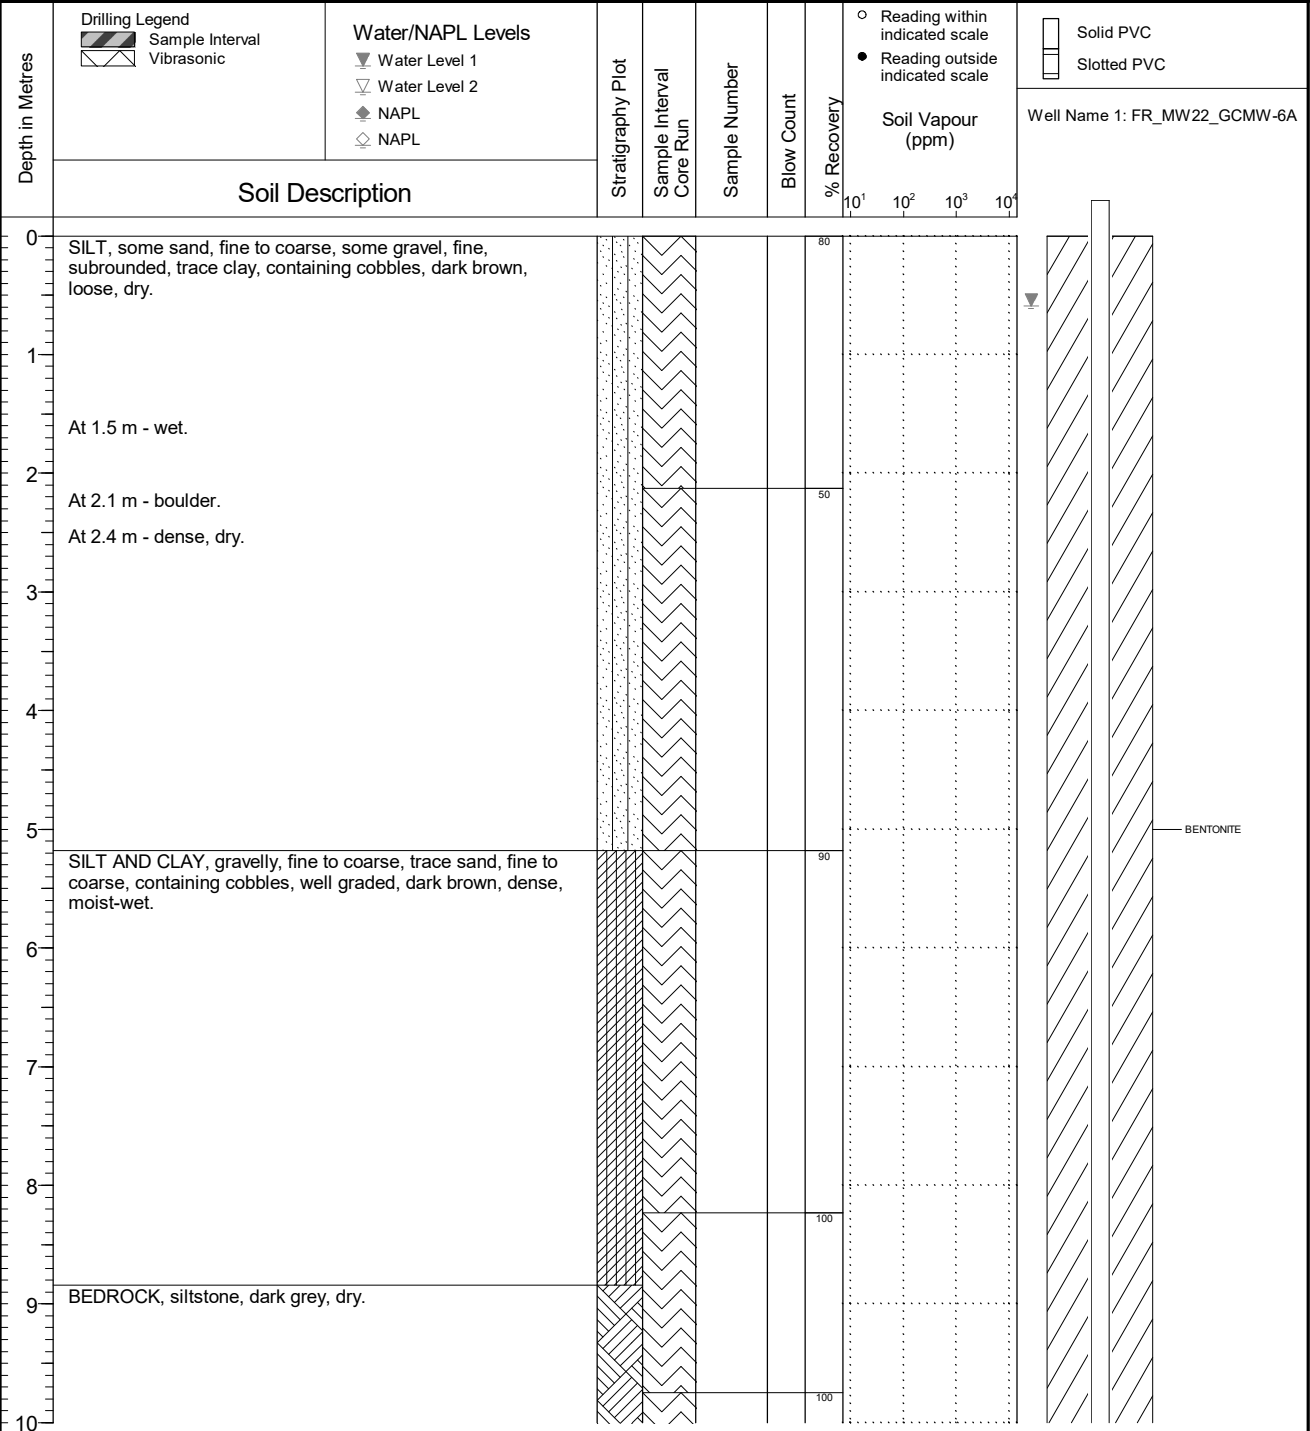 Depth in Metres
Drilling Legend
Sample Interval
Vibrasonic
Water/NAPL Levels
Water Level 1
Water Level 2
NAPL
NAPL
Soil Description
Stratigraphy Plot
Sample Interval
Core Run
Sample Number
Blow Count
% Recovery
Reading within
indicated scale
Reading outside
indicated scale
Soil Vapour
(ppm)
10¹ 10² 10³ 10⁴
Solid PVC
Slotted PVC
Well Name 1: FR_MW22_GCMW-6A
0
SILT, some sand, fine to coarse, some gravel, fine,
subrounded, trace clay, containing cobbles, dark brown,
loose, dry.
80
1
At 1.5 m - wet.
2
At 2.1 m - boulder.
50
At 2.4 m - dense, dry.
3
4
5
BENTONITE
SILT AND CLAY, gravelly, fine to coarse, trace sand, fine to
coarse, containing cobbles, well graded, dark brown, dense,
moist-wet.
90
6
7
8
100
BEDROCK, siltstone, dark grey, dry.
9
100
10